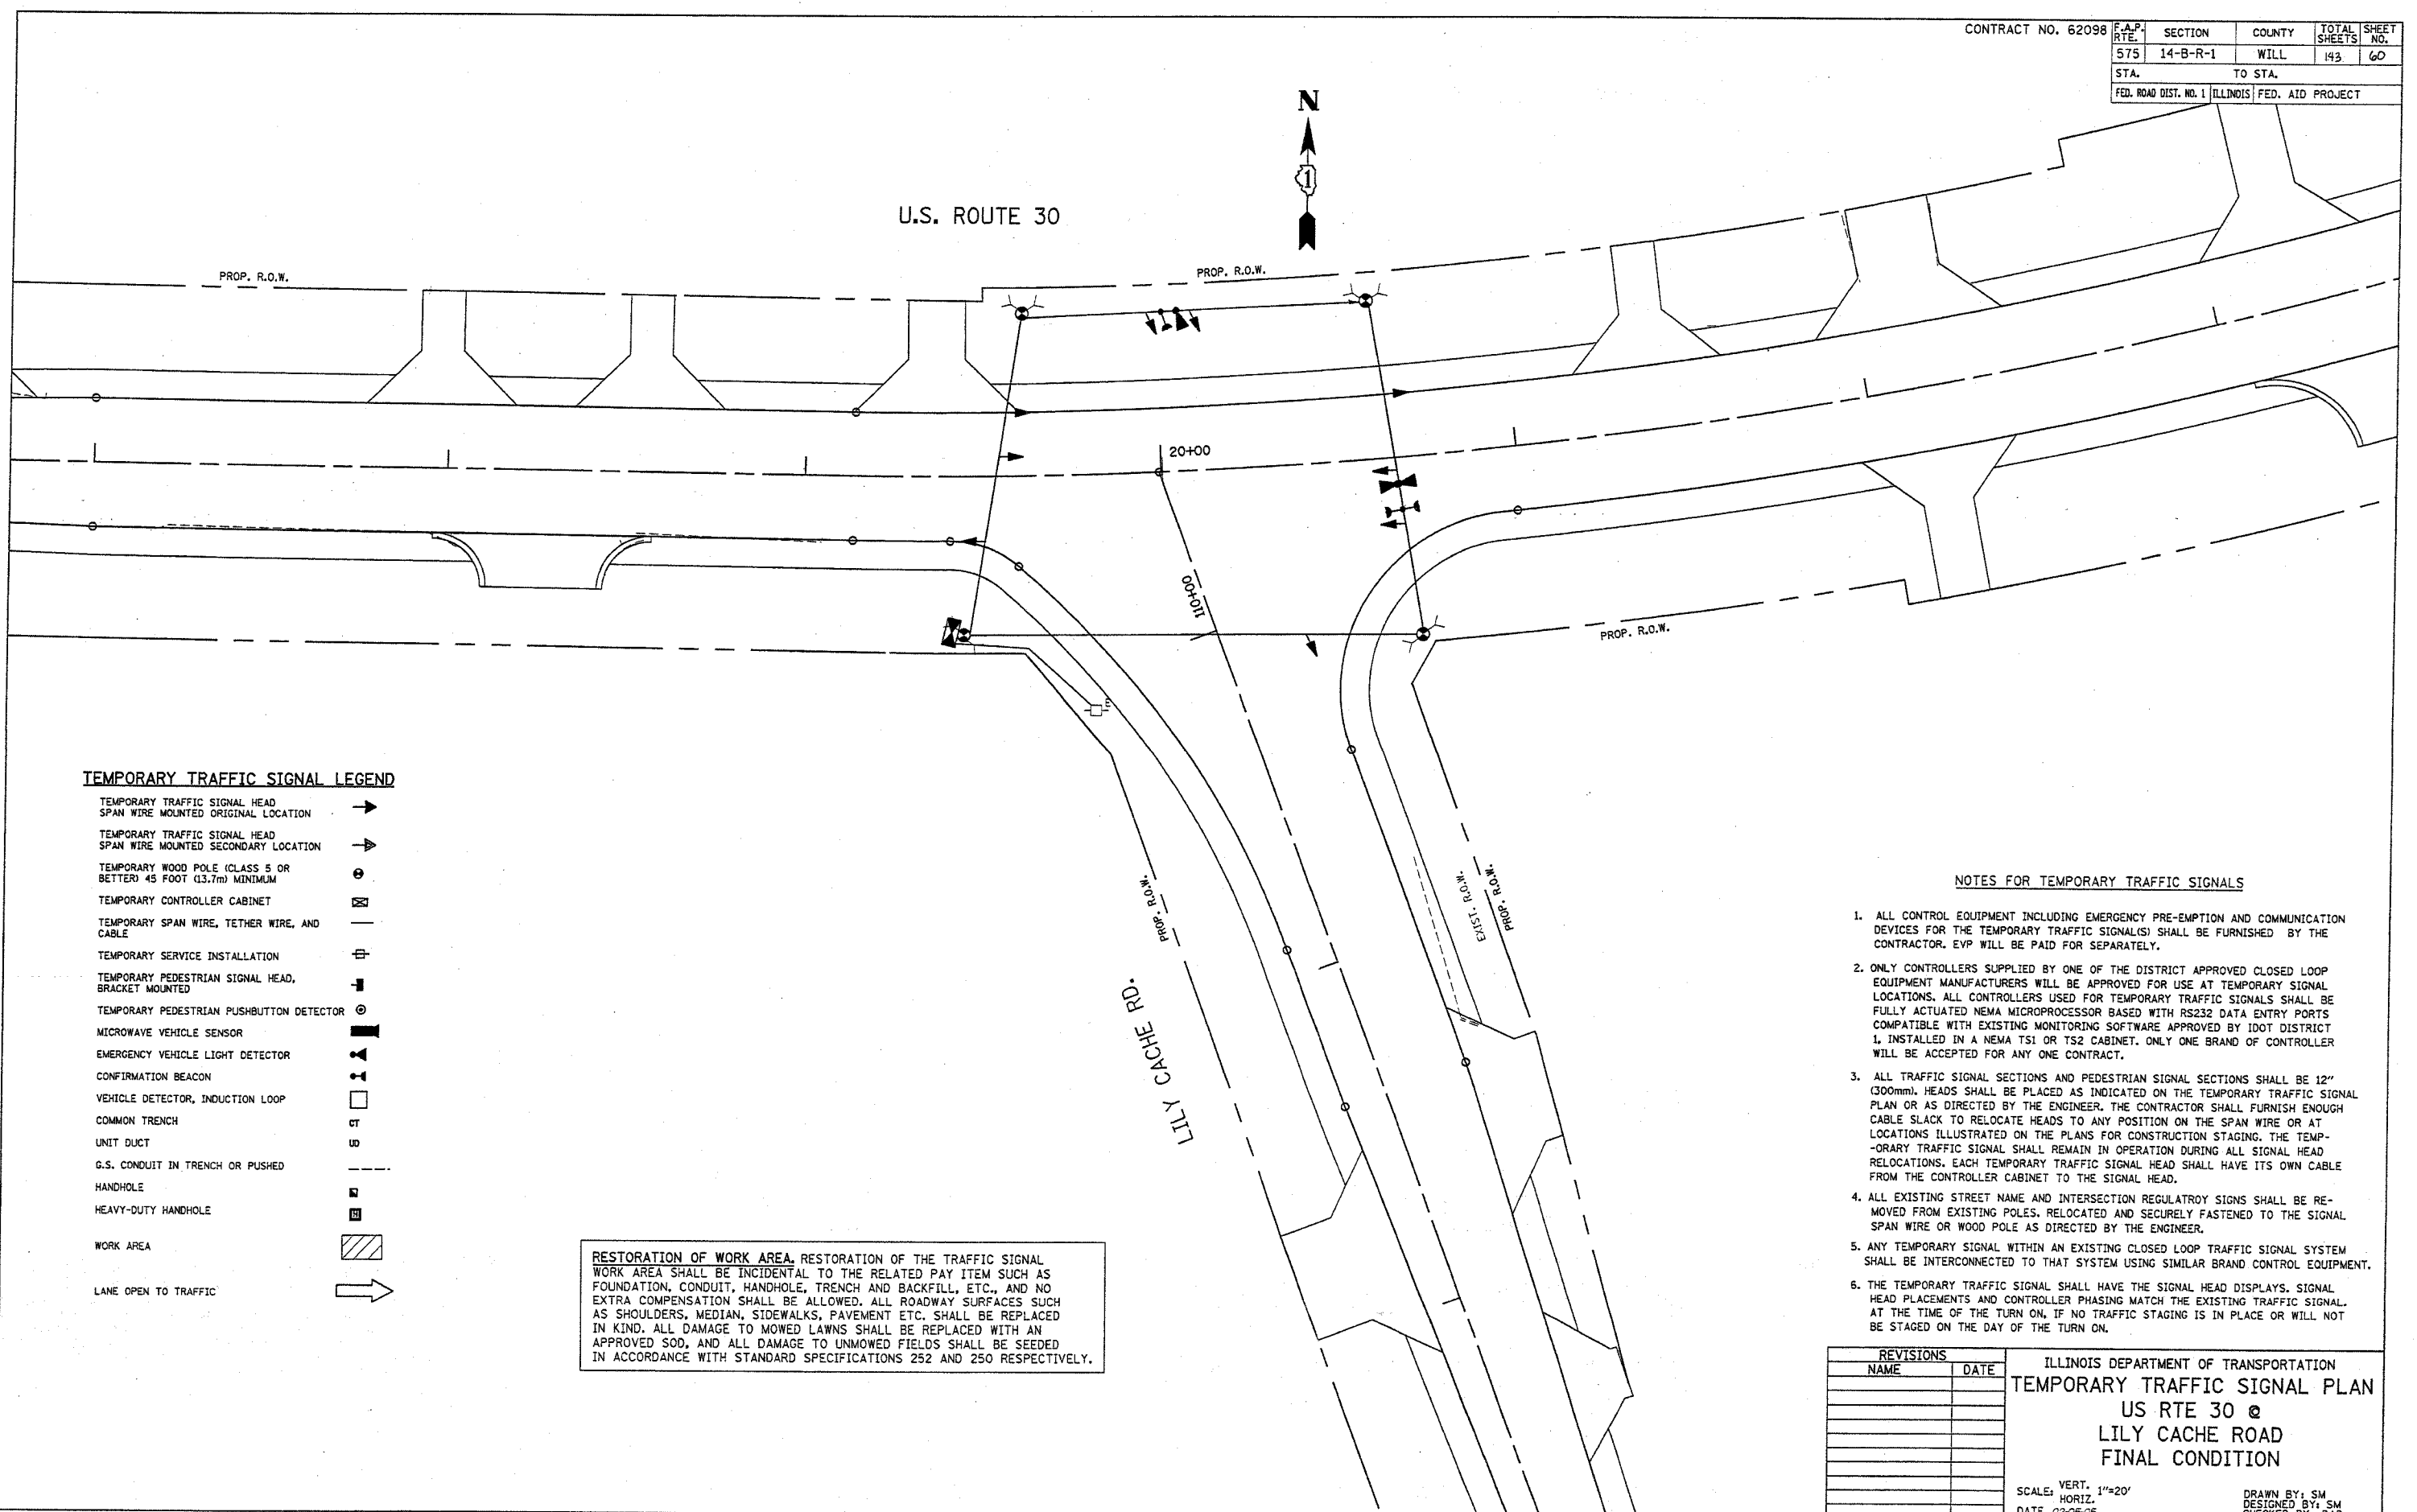 CONTRACT NO. 62098
F.A.P. RTE. SECTION COUNTY TOTAL SHEETS SHEET NO.
575 14-B-R-1 WILL 143 60
STA. TO STA.
FED. ROAD DIST. NO. 1 ILLINOIS FED. AID PROJECT
N
1
U.S. ROUTE 30
PROP. R.O.W.
PROP. R.O.W.
20+00
110+00
PROP. R.O.W.
E
PROP. R.O.W.
EXIST. R.O.W.
PROP. R.O.W.
LILY CACHE RD.
TEMPORARY TRAFFIC SIGNAL LEGEND
TEMPORARY TRAFFIC SIGNAL HEAD
SPAN WIRE MOUNTED ORIGINAL LOCATION
TEMPORARY TRAFFIC SIGNAL HEAD
SPAN WIRE MOUNTED SECONDARY LOCATION
TEMPORARY WOOD POLE (CLASS 5 OR
BETTER) 45 FOOT (13.7m) MINIMUM
TEMPORARY CONTROLLER CABINET
TEMPORARY SPAN WIRE, TETHER WIRE, AND
CABLE
TEMPORARY SERVICE INSTALLATION
TEMPORARY PEDESTRIAN SIGNAL HEAD,
BRACKET MOUNTED
TEMPORARY PEDESTRIAN PUSHBUTTON DETECTOR
MICROWAVE VEHICLE SENSOR
EMERGENCY VEHICLE LIGHT DETECTOR
CONFIRMATION BEACON
VEHICLE DETECTOR, INDUCTION LOOP
COMMON TRENCH CT
UNIT DUCT UD
G.S. CONDUIT IN TRENCH OR PUSHED
HANDHOLE
HEAVY-DUTY HANDHOLE H
WORK AREA
LANE OPEN TO TRAFFIC
RESTORATION OF WORK AREA. RESTORATION OF THE TRAFFIC SIGNAL
WORK AREA SHALL BE INCIDENTAL TO THE RELATED PAY ITEM SUCH AS
FOUNDATION, CONDUIT, HANDHOLE, TRENCH AND BACKFILL, ETC., AND NO
EXTRA COMPENSATION SHALL BE ALLOWED. ALL ROADWAY SURFACES SUCH
AS SHOULDERS, MEDIAN, SIDEWALKS, PAVEMENT ETC. SHALL BE REPLACED
IN KIND. ALL DAMAGE TO MOWED LAWNS SHALL BE REPLACED WITH AN
APPROVED SOD, AND ALL DAMAGE TO UNMOWED FIELDS SHALL BE SEEDED
IN ACCORDANCE WITH STANDARD SPECIFICATIONS 252 AND 250 RESPECTIVELY.
NOTES FOR TEMPORARY TRAFFIC SIGNALS
1. ALL CONTROL EQUIPMENT INCLUDING EMERGENCY PRE-EMPTION AND COMMUNICATION
DEVICES FOR THE TEMPORARY TRAFFIC SIGNAL(S) SHALL BE FURNISHED BY THE
CONTRACTOR. EVP WILL BE PAID FOR SEPARATELY.
2. ONLY CONTROLLERS SUPPLIED BY ONE OF THE DISTRICT APPROVED CLOSED LOOP
EQUIPMENT MANUFACTURERS WILL BE APPROVED FOR USE AT TEMPORARY SIGNAL
LOCATIONS. ALL CONTROLLERS USED FOR TEMPORARY TRAFFIC SIGNALS SHALL BE
FULLY ACTUATED NEMA MICROPROCESSOR BASED WITH RS232 DATA ENTRY PORTS
COMPATIBLE WITH EXISTING MONITORING SOFTWARE APPROVED BY IDOT DISTRICT
1, INSTALLED IN A NEMA TS1 OR TS2 CABINET. ONLY ONE BRAND OF CONTROLLER
WILL BE ACCEPTED FOR ANY ONE CONTRACT.
3. ALL TRAFFIC SIGNAL SECTIONS AND PEDESTRIAN SIGNAL SECTIONS SHALL BE 12"
(300mm). HEADS SHALL BE PLACED AS INDICATED ON THE TEMPORARY TRAFFIC SIGNAL
PLAN OR AS DIRECTED BY THE ENGINEER. THE CONTRACTOR SHALL FURNISH ENOUGH
CABLE SLACK TO RELOCATE HEADS TO ANY POSITION ON THE SPAN WIRE OR AT
LOCATIONS ILLUSTRATED ON THE PLANS FOR CONSTRUCTION STAGING. THE TEMP-
-ORARY TRAFFIC SIGNAL SHALL REMAIN IN OPERATION DURING ALL SIGNAL HEAD
RELOCATIONS. EACH TEMPORARY TRAFFIC SIGNAL HEAD SHALL HAVE ITS OWN CABLE
FROM THE CONTROLLER CABINET TO THE SIGNAL HEAD.
4. ALL EXISTING STREET NAME AND INTERSECTION REGULATROY SIGNS SHALL BE RE-
MOVED FROM EXISTING POLES. RELOCATED AND SECURELY FASTENED TO THE SIGNAL
SPAN WIRE OR WOOD POLE AS DIRECTED BY THE ENGINEER.
5. ANY TEMPORARY SIGNAL WITHIN AN EXISTING CLOSED LOOP TRAFFIC SIGNAL SYSTEM
SHALL BE INTERCONNECTED TO THAT SYSTEM USING SIMILAR BRAND CONTROL EQUIPMENT.
6. THE TEMPORARY TRAFFIC SIGNAL SHALL HAVE THE SIGNAL HEAD DISPLAYS. SIGNAL
HEAD PLACEMENTS AND CONTROLLER PHASING MATCH THE EXISTING TRAFFIC SIGNAL.
AT THE TIME OF THE TURN ON. IF NO TRAFFIC STAGING IS IN PLACE OR WILL NOT
BE STAGED ON THE DAY OF THE TURN ON.
REVISIONS
NAME DATE
ILLINOIS DEPARTMENT OF TRANSPORTATION
TEMPORARY TRAFFIC SIGNAL PLAN
US RTE 30 @
LILY CACHE ROAD
FINAL CONDITION
SCALE: VERT. HORIZ. 1"=20'
DATE
DRAWN BY: SM
DESIGNED BY: SM